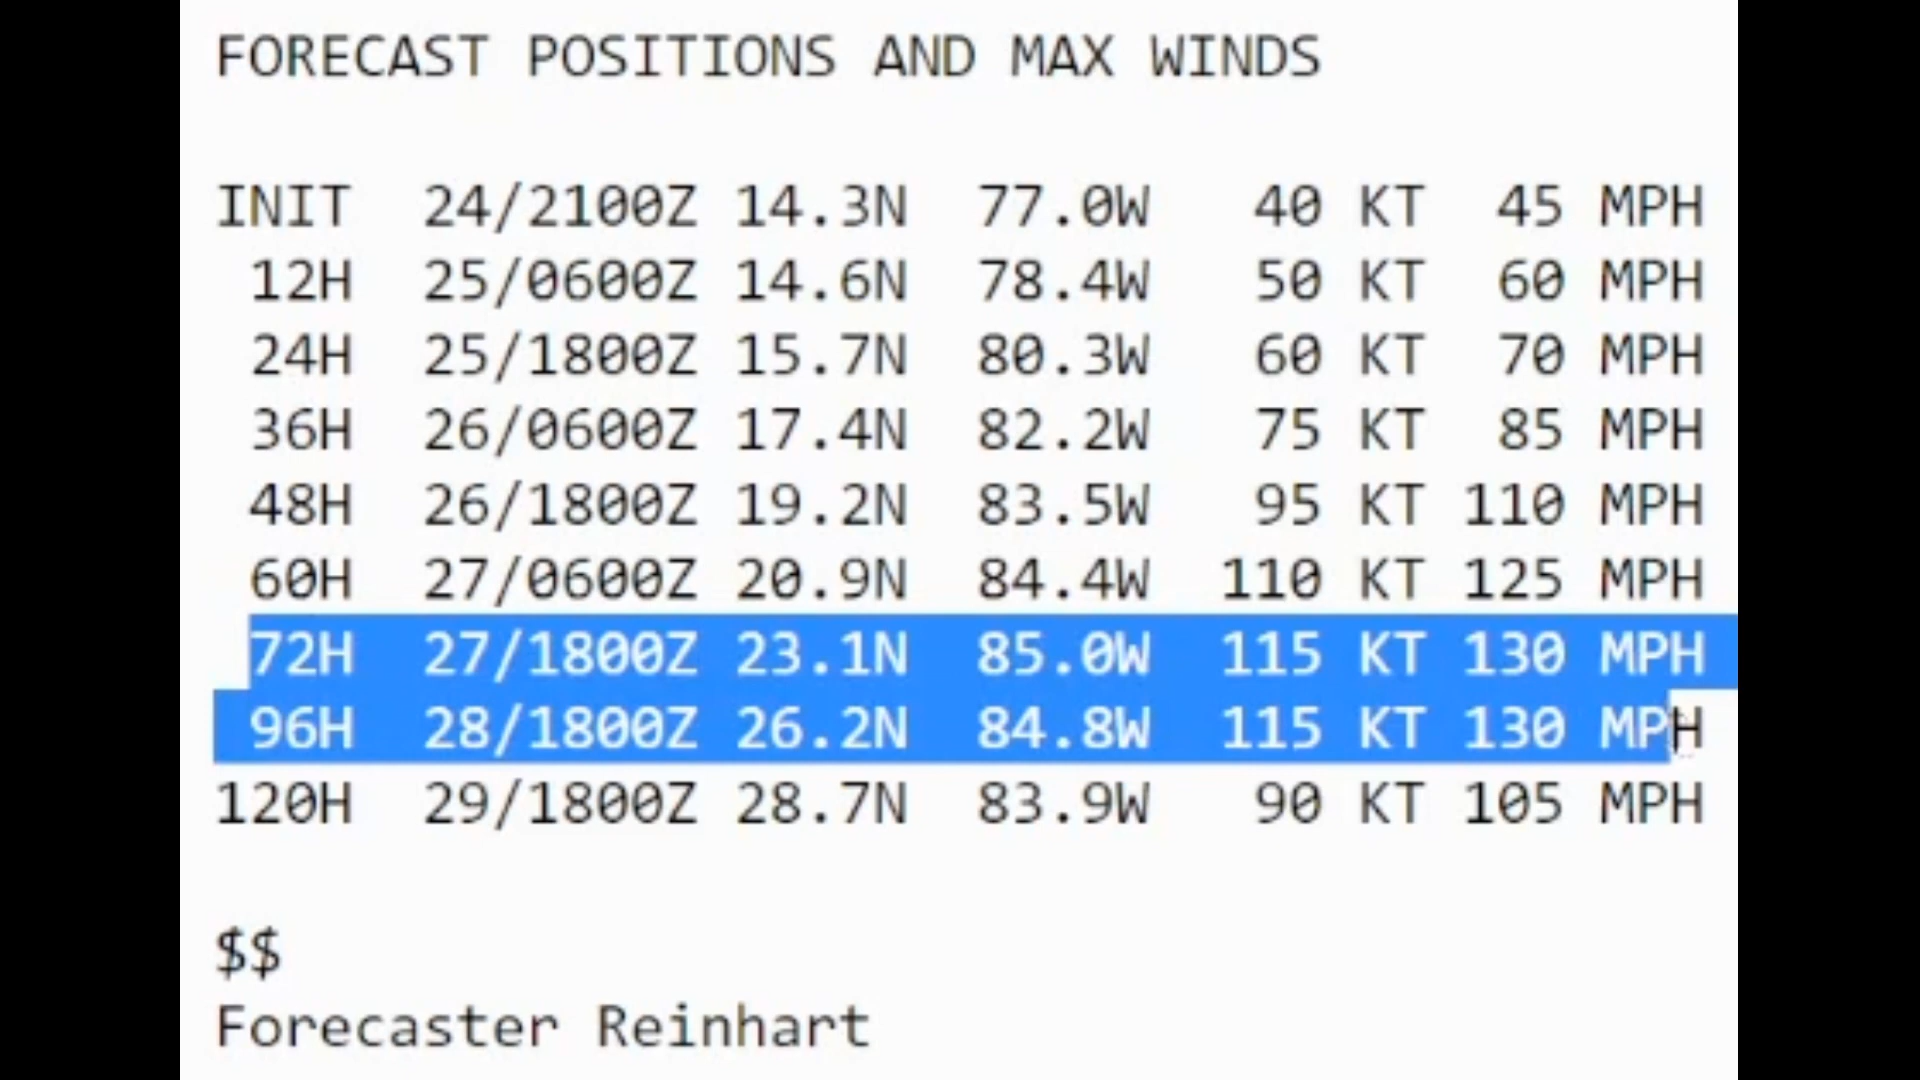 FORECAST POSITIONS AND MAX WINDS
INIT 24/2100Z 14.3N 77.0W 40 KT 45 MPH
12H 25/0600Z 14.6N 78.4W 50 KT 60 MPH
24H 25/1800Z 15.7N 80.3W 60 KT 70 MPH
36H 26/0600Z 17.4N 82.2W 75 KT 85 MPH
48H 26/1800Z 19.2N 83.5W 95 KT 110 MPH
60H 27/0600Z 20.9N 84.4W 110 KT 125 MPH
72H 27/1800Z 23.1N 85.0W 115 KT 130 MPH
96H 28/1800Z 26.2N 84.8W 115 KT 130 MPH
120H 29/1800Z 28.7N 83.9W 90 KT 105 MPH
$$
Forecaster Reinhart